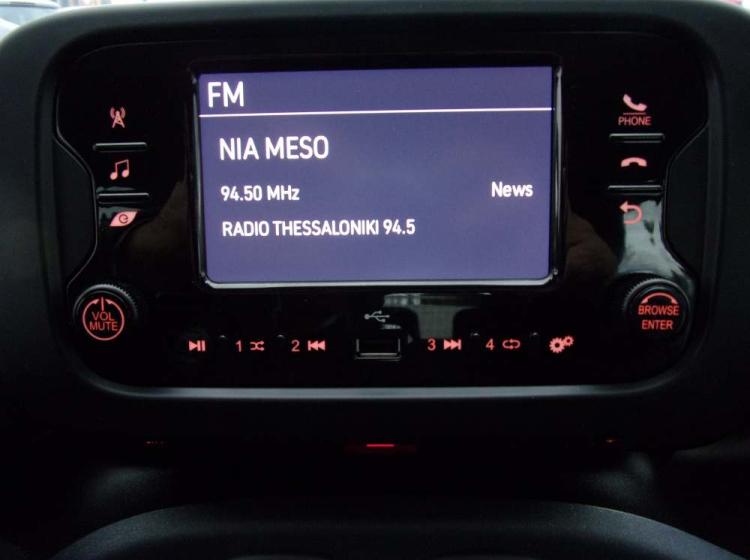 FM
NIA MESO
94.50 MHz
News
RADIO THESSALONIKI 94.5
PHONE
VOL
MUTE
BROWSE
ENTER
1
2
3
4